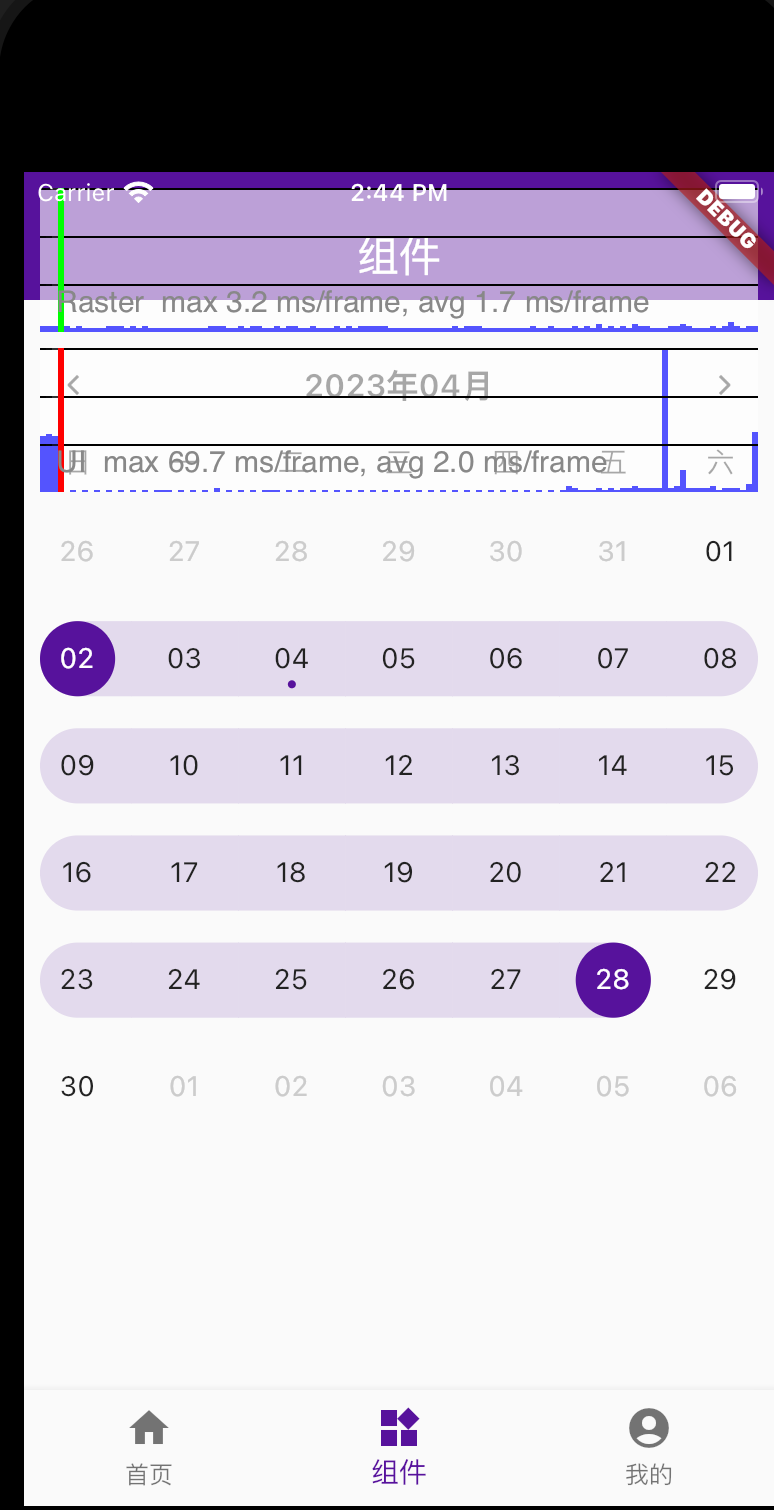 Carrier 2:44 PM
DEBUG
组件
Raster max 3.2 ms/frame, avg 1.7 ms/frame
2023年04月
UI max 69.7 ms/frame, avg 2.0 ms/frame
日 一 二 三 四 五 六
26 27 28 29 30 31 01
02 03 04 05 06 07 08
09 10 11 12 13 14 15
16 17 18 19 20 21 22
23 24 25 26 27 28 29
30 01 02 03 04 05 06
首页 组件 我的